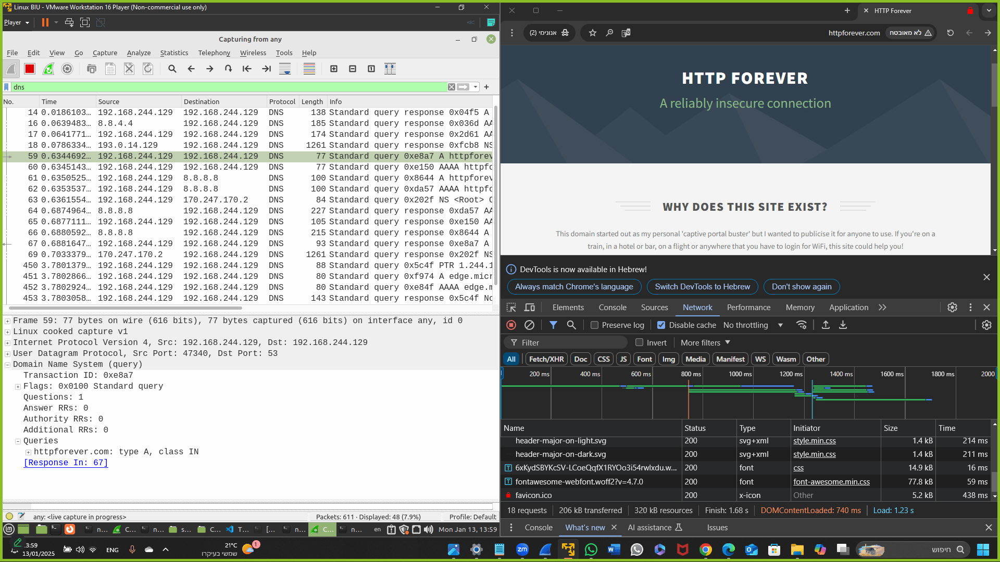 Linux BIU - VMware Workstation 16 Player (Non-commercial use only)
Player
Capturing from any
File Edit View Go Capture Analyze Statistics Telephony Wireless Tools Help
dns
No. Time Source Destination Protocol Length Info
14 0.0186103… 192.168.244.129 192.168.244.129 DNS 138 Standard query response 0x04f5 A
16 0.0639483… 8.8.4.4 192.168.244.129 DNS 185 Standard query response 0x036d AA
17 0.0641771… 192.168.244.129 192.168.244.129 DNS 174 Standard query response 0x2d61 AA
18 0.0786334… 193.0.14.129 192.168.244.129 DNS 1261 Standard query response 0xfcb8 NS
59 0.6344692… 192.168.244.129 192.168.244.129 DNS 77 Standard query 0xe8a7 A httpforev
60 0.6345143… 192.168.244.129 192.168.244.129 DNS 77 Standard query 0xe150 AAAA httpfo
61 0.6350525… 192.168.244.129 8.8.8.8 DNS 100 Standard query 0x8644 A httpforev
62 0.6353537… 192.168.244.129 8.8.8.8 DNS 100 Standard query 0xda57 AAAA httpfo
63 0.6361554… 192.168.244.129 170.247.170.2 DNS 84 Standard query 0x202f NS <Root> O
64 0.6874964… 8.8.8.8 192.168.244.129 DNS 227 Standard query response 0xda57 AA
65 0.6877111… 192.168.244.129 192.168.244.129 DNS 105 Standard query response 0xe150 AA
66 0.6880592… 8.8.8.8 192.168.244.129 DNS 215 Standard query response 0x8644 A
67 0.6881647… 192.168.244.129 192.168.244.129 DNS 93 Standard query response 0xe8a7 A
69 0.7033379… 170.247.170.2 192.168.244.129 DNS 1261 Standard query response 0x202f NS
450 3.7801379… 192.168.244.129 192.168.244.129 DNS 88 Standard query 0x5c4f PTR 1.244.1
451 3.7802866… 192.168.244.129 192.168.244.129 DNS 80 Standard query 0xf974 A edge.micr
452 3.7802924… 192.168.244.129 192.168.244.129 DNS 80 Standard query 0xe84f AAAA edge.m
453 3.7803058… 192.168.244.129 192.168.244.129 DNS 143 Standard query response 0x5c4f No
Frame 59: 77 bytes on wire (616 bits), 77 bytes captured (616 bits) on interface any, id 0
Linux cooked capture v1
Internet Protocol Version 4, Src: 192.168.244.129, Dst: 192.168.244.129
User Datagram Protocol, Src Port: 47340, Dst Port: 53
Domain Name System (query)
Transaction ID: 0xe8a7
Flags: 0x0100 Standard query
Questions: 1
Answer RRs: 0
Authority RRs: 0
Additional RRs: 0
Queries
httpforever.com: type A, class IN
[Response In: 67]
any: <live capture in progress> Packets: 611 · Displayed: 48 (7.9%) Profile: Default
n... C... n... s... C... T... [... n... C... n... en Mon Jan 13, 13:59
HTTP Forever
אנונימי (2) httpforever.com לא מאובטח
HTTP FOREVER
A reliably insecure connection
WHY DOES THIS SITE EXIST?
This domain started out as my personal 'captive portal buster' but I wanted to publicise it for anyone to use. If you're on a
train, in a hotel or bar, on a flight or anywhere that you have to login for WiFi, this site could help you!
DevTools is now available in Hebrew!
Always match Chrome's language Switch DevTools to Hebrew Don't show again
Elements Console Sources Network Performance Memory Application
Preserve log Disable cache No throttling
Filter Invert More filters
All Fetch/XHR Doc CSS JS Font Img Media Manifest WS Wasm Other
200 ms 400 ms 600 ms 800 ms 1000 ms 1200 ms 1400 ms 1600 ms 1800 ms 2000
Name Status Type Initiator Size Time
header-major-on-light.svg 200 svg+xml style.min.css 1.4 kB 214 ms
header-major-on-dark.svg 200 svg+xml style.min.css 1.4 kB 211 ms
6xKydSBYKcSV-LCoeQqfX1RYOo3i54rwlxdu.w... 200 font css 14.9 kB 16 ms
fontawesome-webfont.woff2?v=4.7.0 200 font font-awesome.min.css 77.8 kB 59 ms
favicon.ico 200 x-icon Other 5.2 kB 438 ms
18 requests 206 kB transferred 320 kB resources Finish: 1.68 s DOMContentLoaded: 740 ms Load: 1.23 s
Console What's new AI assistance Issues
13/01/2025 ENG 21°C
שמשי בעיקרו 1 zm חיפוש